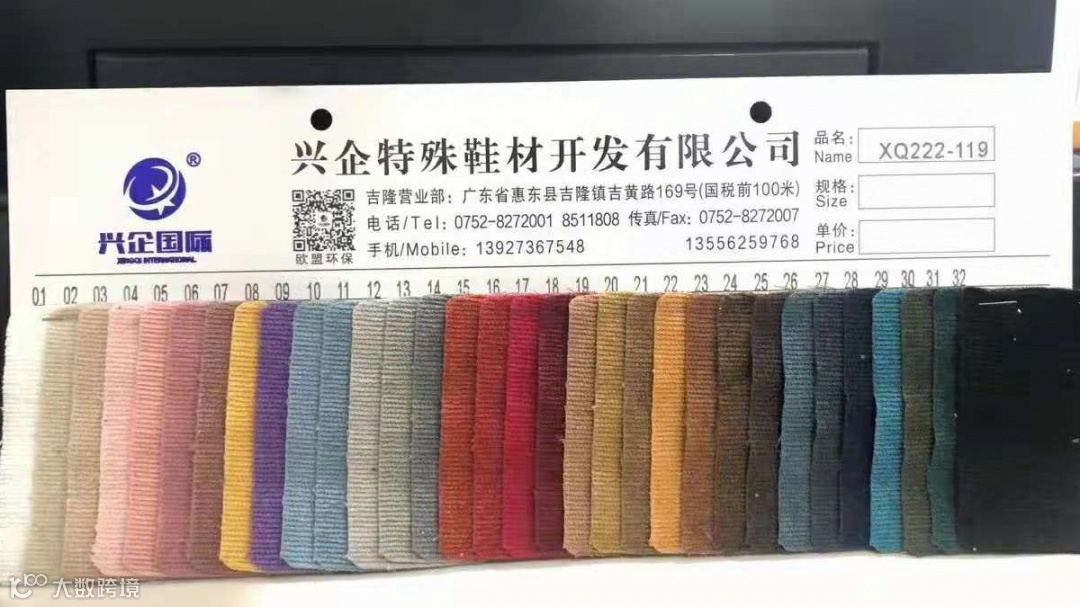 兴企特殊鞋材开发有限公司
吉隆营业部：广东省惠东县吉隆镇吉黄路169号(国税前100米)
电话/Tel: 0752-8272001 8511808 传真/Fax: 0752-8272007
手机/Mobile: 13927367548 13556259768
欧盟环保
®
兴企国际
XINGQI INTERNATIONAL
品名:
Name XQ222-119
规格:
Size
单价:
Price
01 02 03 04 05 06 07 08 09 10 11 12 13 14 15 16 17 18 19 20 21 22 23 24 25 26 27 28 29 30 31 32
大数跨境